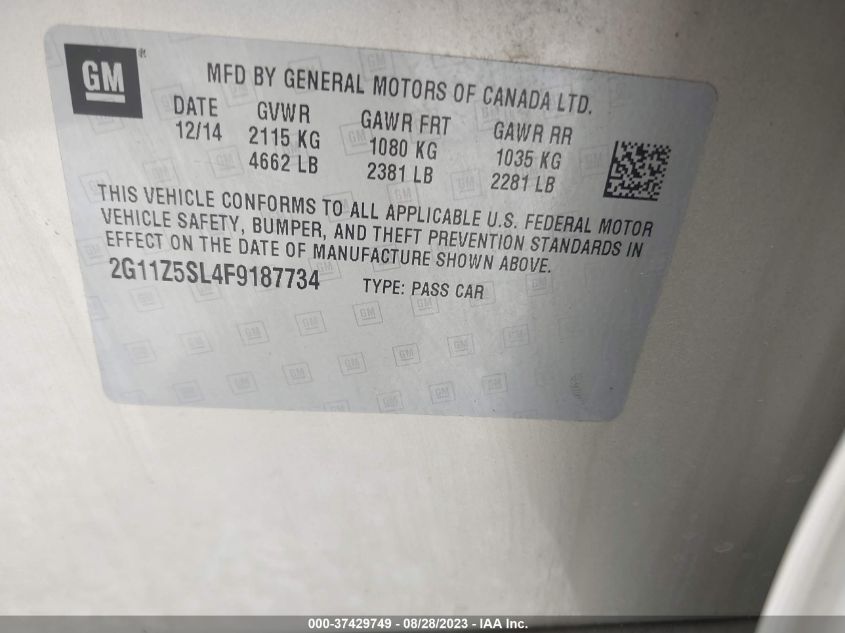 GM
MFD BY GENERAL MOTORS OF CANADA LTD.
DATE GVWR GAWR FRT GAWR RR
12/14 2115 KG 1080 KG 1035 KG
4662 LB 2381 LB 2281 LB
THIS VEHICLE CONFORMS TO ALL APPLICABLE U.S. FEDERAL MOTOR
VEHICLE SAFETY, BUMPER, AND THEFT PREVENTION STANDARDS IN
EFFECT ON THE DATE OF MANUFACTURE SHOWN ABOVE.
2G11Z5SL4F9187734 TYPE: PASS CAR
000-37429749 - 08/28/2023 - IAA Inc.